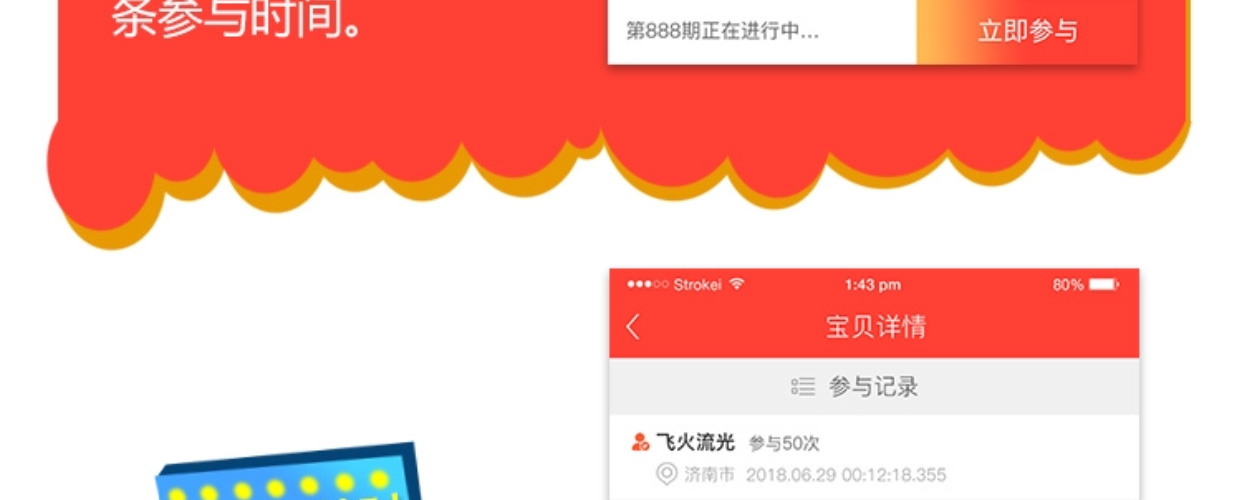 条参与时间。
第888期正在进行中...
立即参与
Strokei 1:43 pm 80%
宝贝详情
参与记录
飞火流光 参与50次
济南市 2018.06.29 00:12:18.355